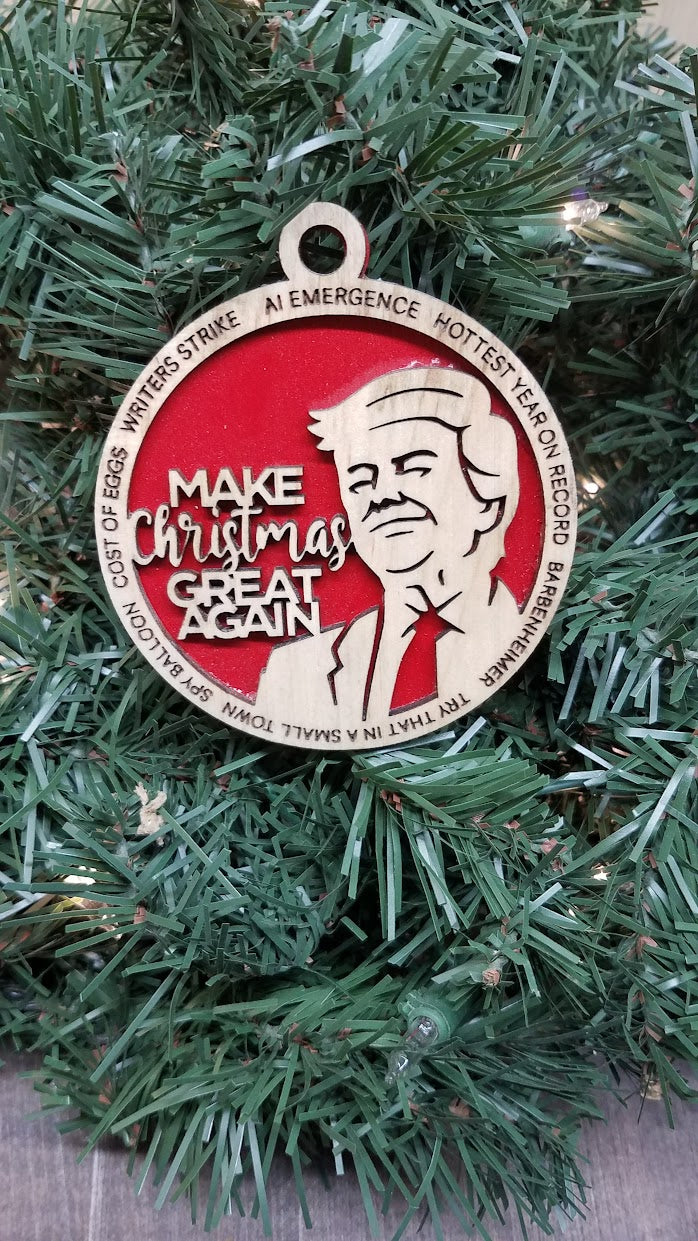 COST OF EGGS WRITERS STRIKE AI EMERGENCE HOTTEST YEAR ON RECORD BARBENHEIMER TRY THAT IN A SMALL TOWN SPY BALLOON
MAKE
Christmas
GREAT
AGAIN